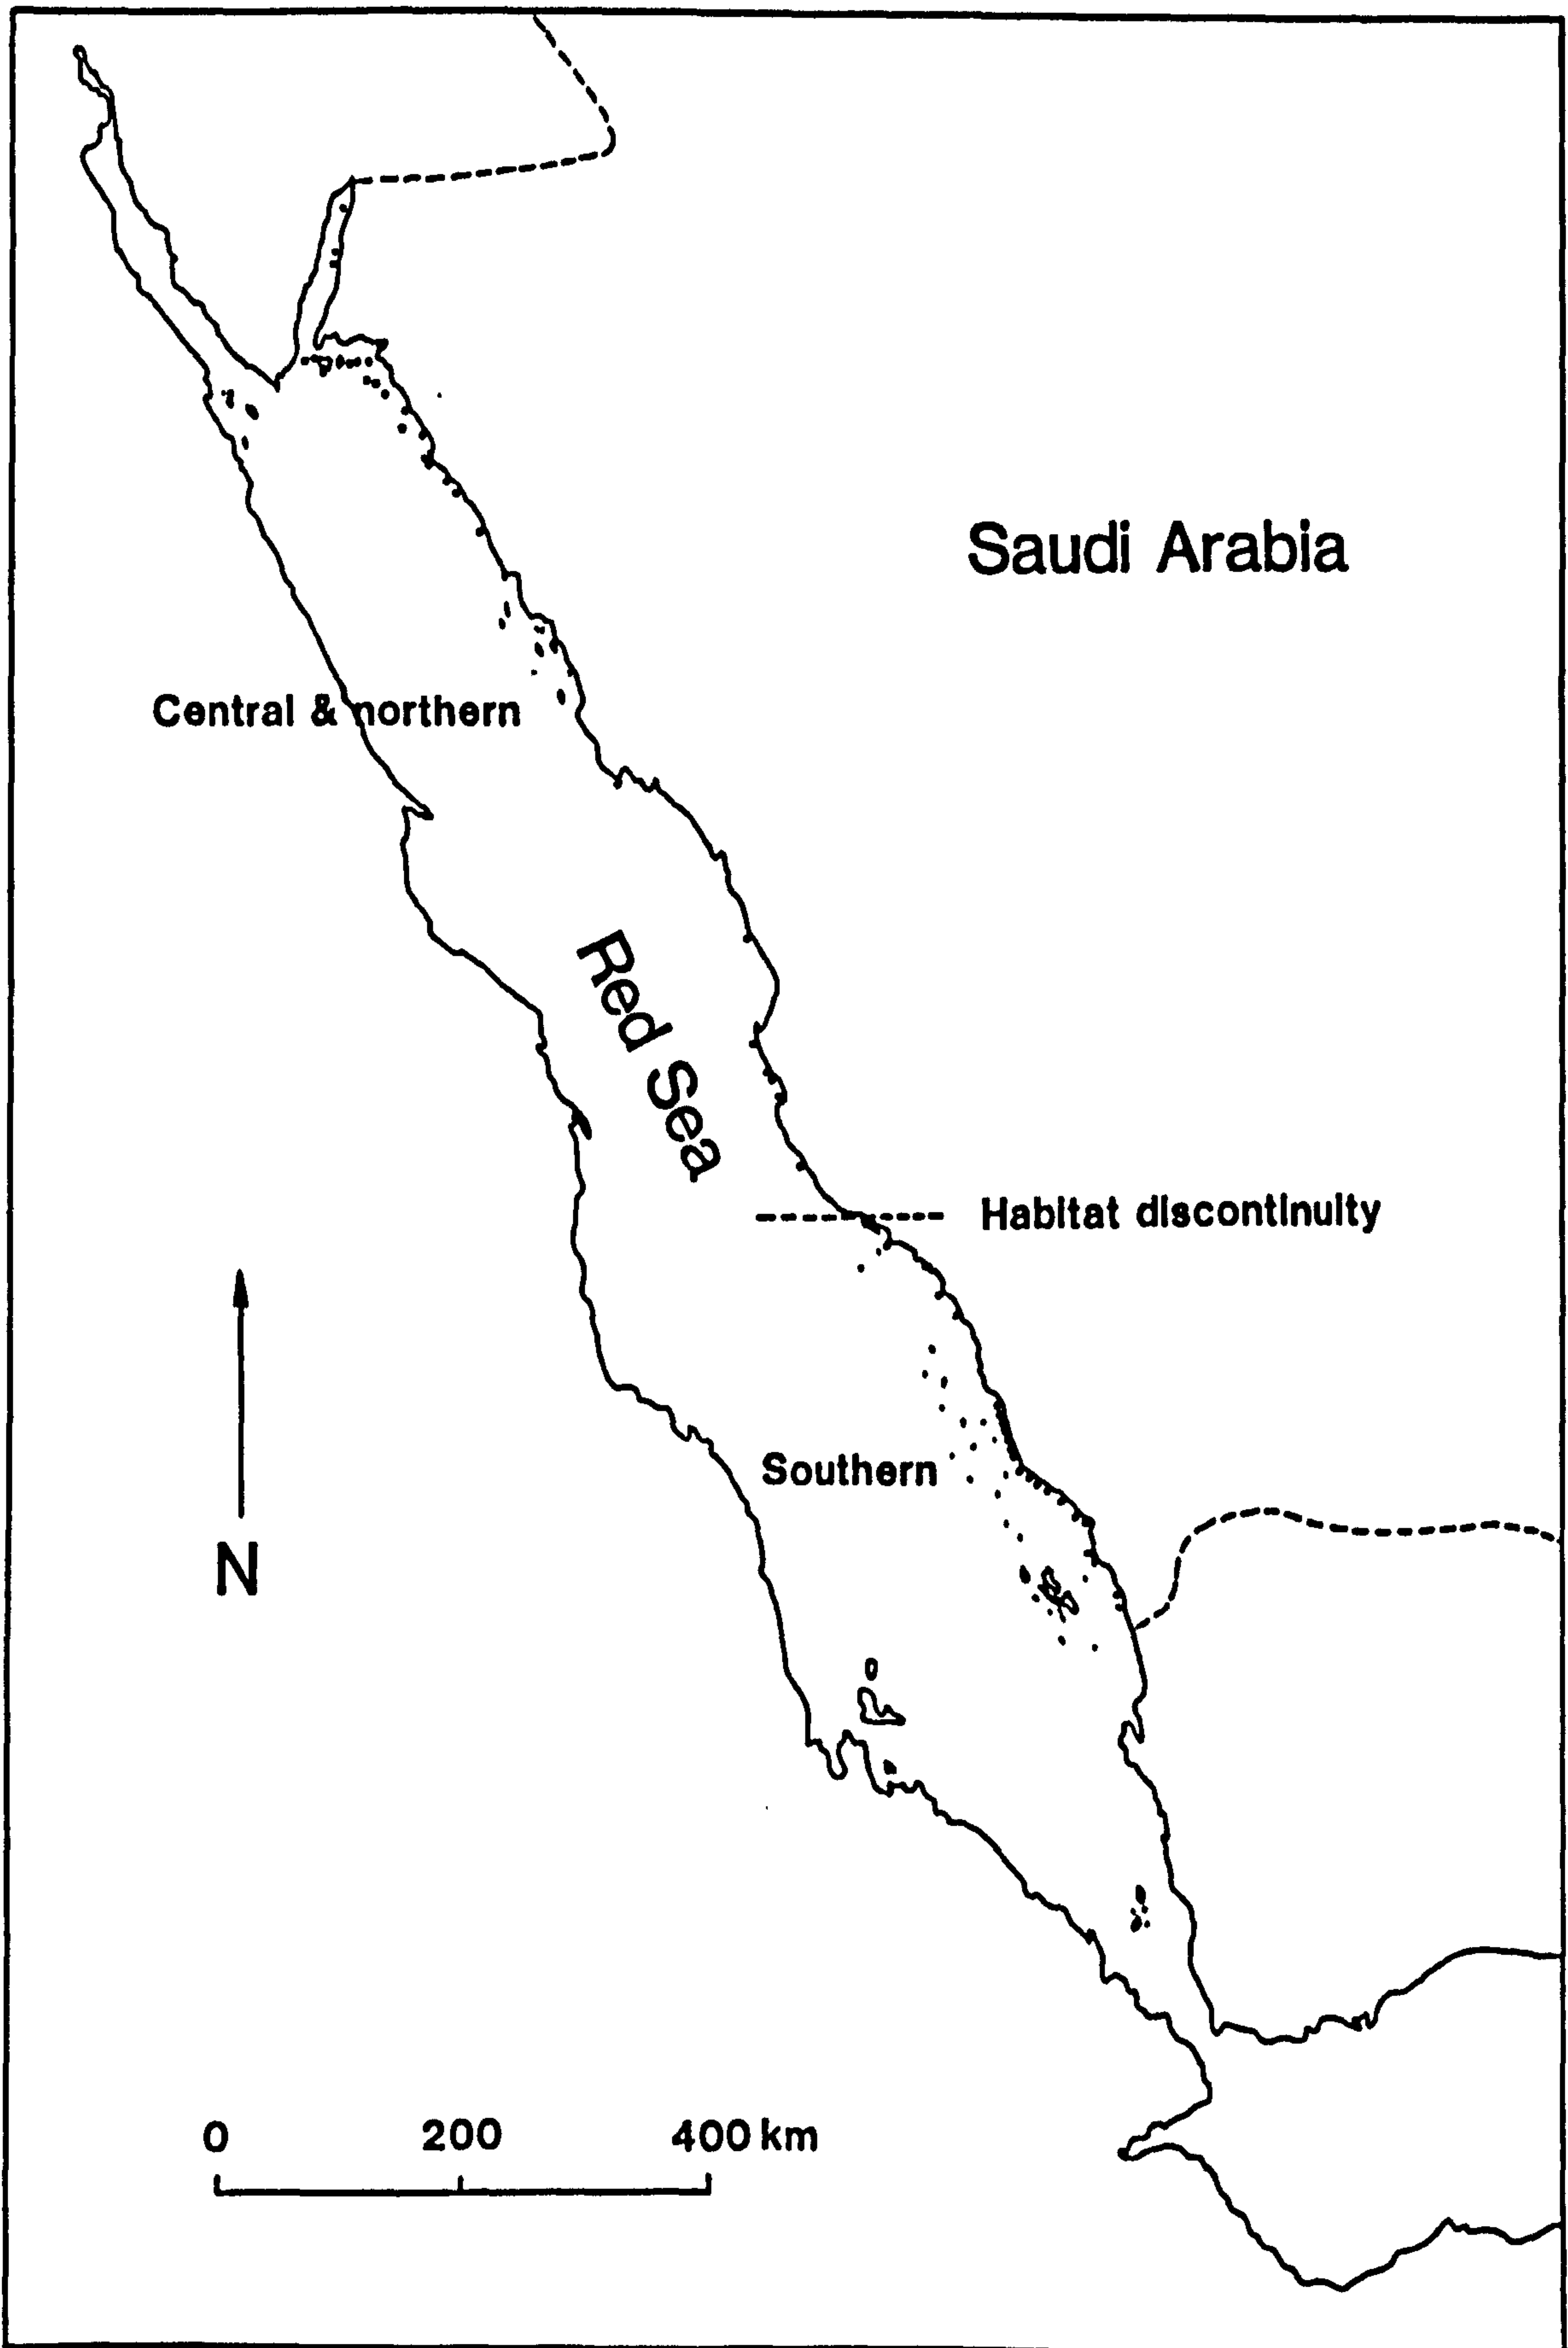 Saudi Arabia
Central & northern
Red Sea
Habitat discontinuity
Southern
N
0 200 400 km